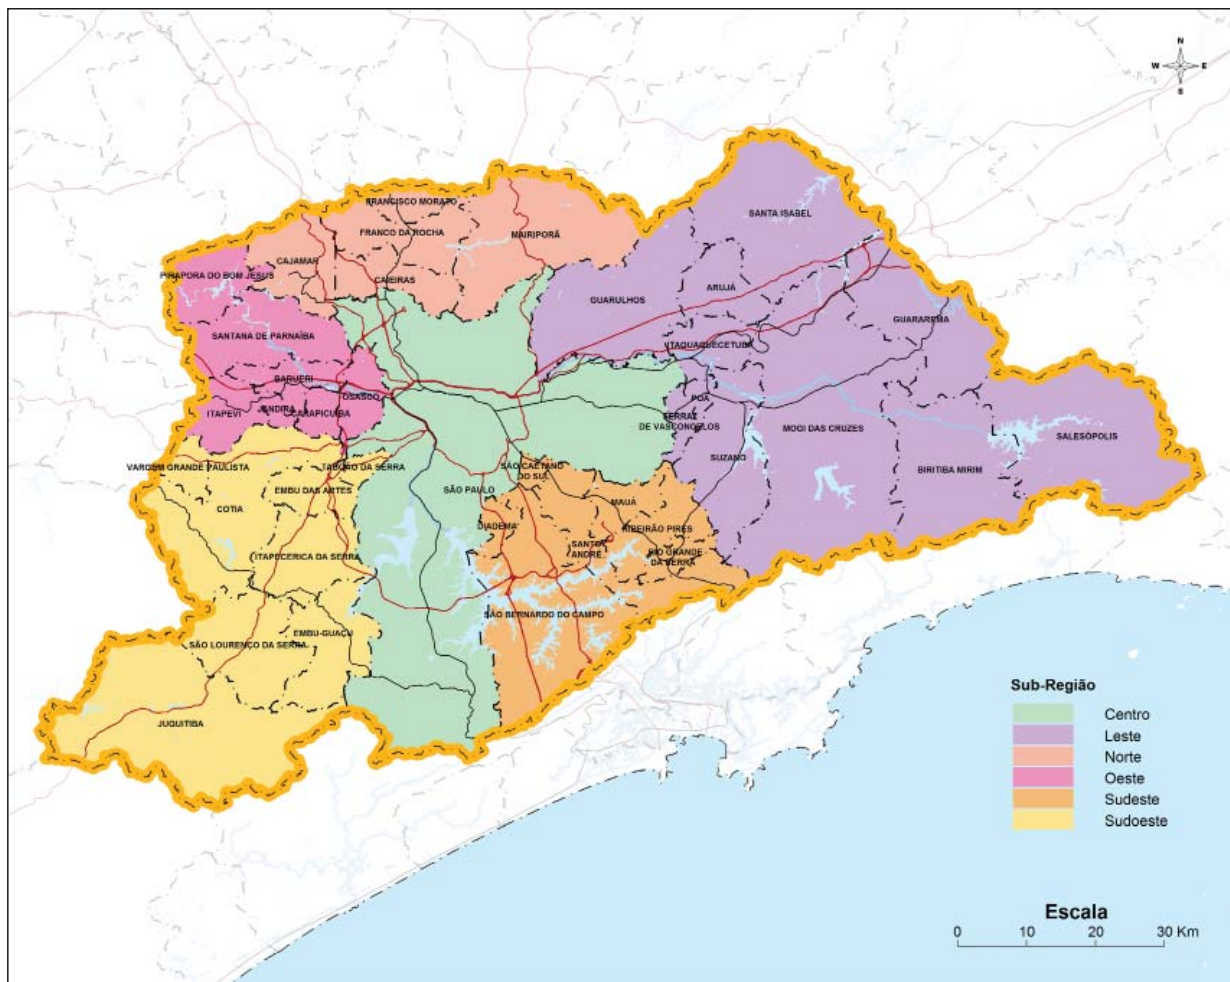 N
W E
S
SANTA ISABEL
FRANCISCO MORATO
FRANCO DA ROCHA
MAIRIPORÃ
CAJAMAR
PIRAPORA DO BOM JESUS
CAIEIRAS
ARUJÁ
GUARULHOS
GUARAREMA
SANTANA DE PARNAÍBA
ITAQUAQUECETUBA
BARUERI
OSASCO
POÁ
ITAPEVI
JANDIRA
CARAPICUÍBA
FERRAZ
DE VASCONCELOS
MOGI DAS CRUZES
SALESÓPOLIS
SUZANO
BIRITIBA MIRIM
VARGEM GRANDE PAULISTA
TABOÃO DA SERRA
SÃO CAETANO
DO SUL
EMBU DAS ARTES
SÃO PAULO
COTIA
MAUÁ
DIADEMA
RIBEIRÃO PIRES
SANTO
ANDRÉ
RIO GRANDE
DA SERRA
ITAPECERICA DA SERRA
SÃO BERNARDO DO CAMPO
EMBU-GUAÇU
SÃO LOURENÇO DA SERRA
JUQUITIBA
Sub-Região
Centro
Leste
Norte
Oeste
Sudeste
Sudoeste
Escala
0 10 20 30 Km